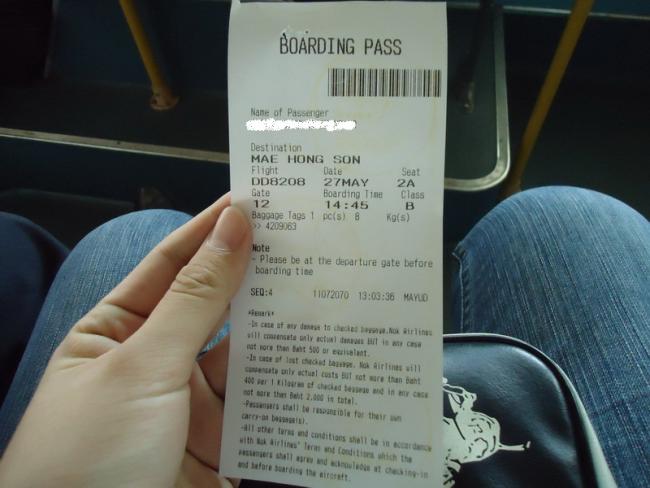 BOARDING PASS
Name of Passenger
Destination
MAE HONG SON
Flight Date Seat
DD8208 27MAY 2A
Gate Boarding Time Class
12 14:45 B
Baggage Tags 1 pc(s) 8 Kg(s)
>> 4209063
Note
- Please be at the departure gate before
boarding time
SEQ:4 11072070 13:03:36 MAYUD
*Remark*
-In case of any damage to checked baggage,Nok Airlines
will compensate only actual damages BUT in any case
not more than Baht 500 or equivalent.
-In case of lost checked baggage, Nok Airlines will
compensate only actual costs BUT not more than Baht
400 per 1 Kilogram of checked baggage and in any case
not more than Baht 2,000 in total.
-Passengers shall be responsible for their own
carry-on baggage(s).
-All other terms and conditions shall be in accordance
with Nok Airlines' Terms and Conditions which the
passengers shall agree and acknowledge at checking-in
and before boarding the aircraft.